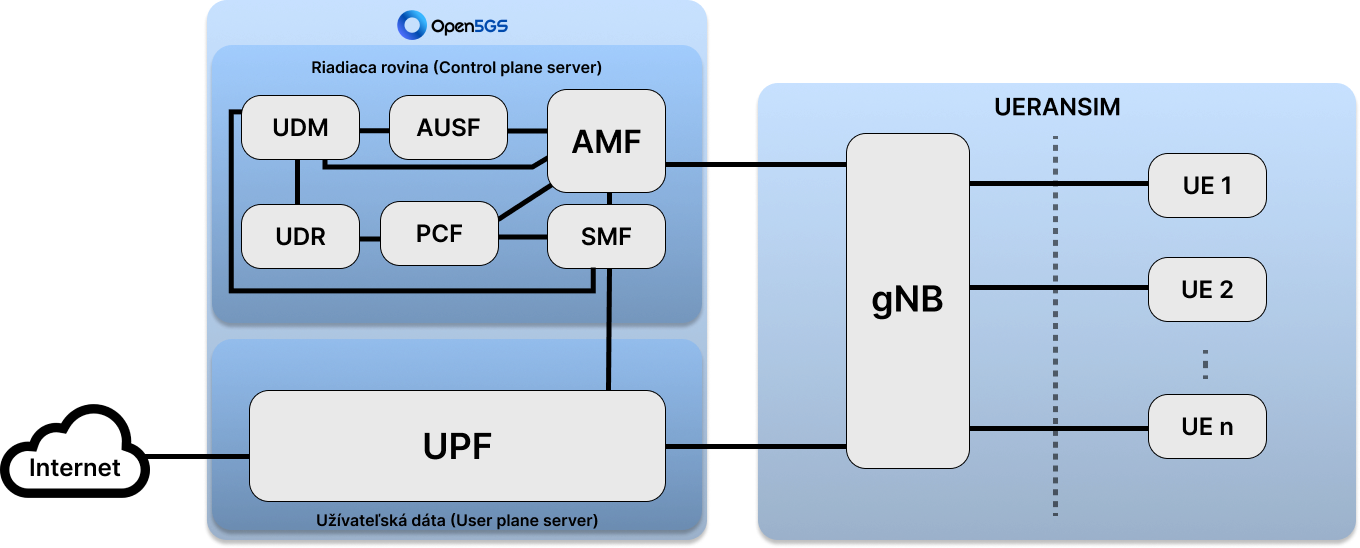 Open5GS
Riadiaca rovina (Control plane server)
UDM
AUSF
AMF
UDR
PCF
SMF
UPF
Užívateľská dáta (User plane server)
Internet
UERANSIM
gNB
UE 1
UE 2
UE n